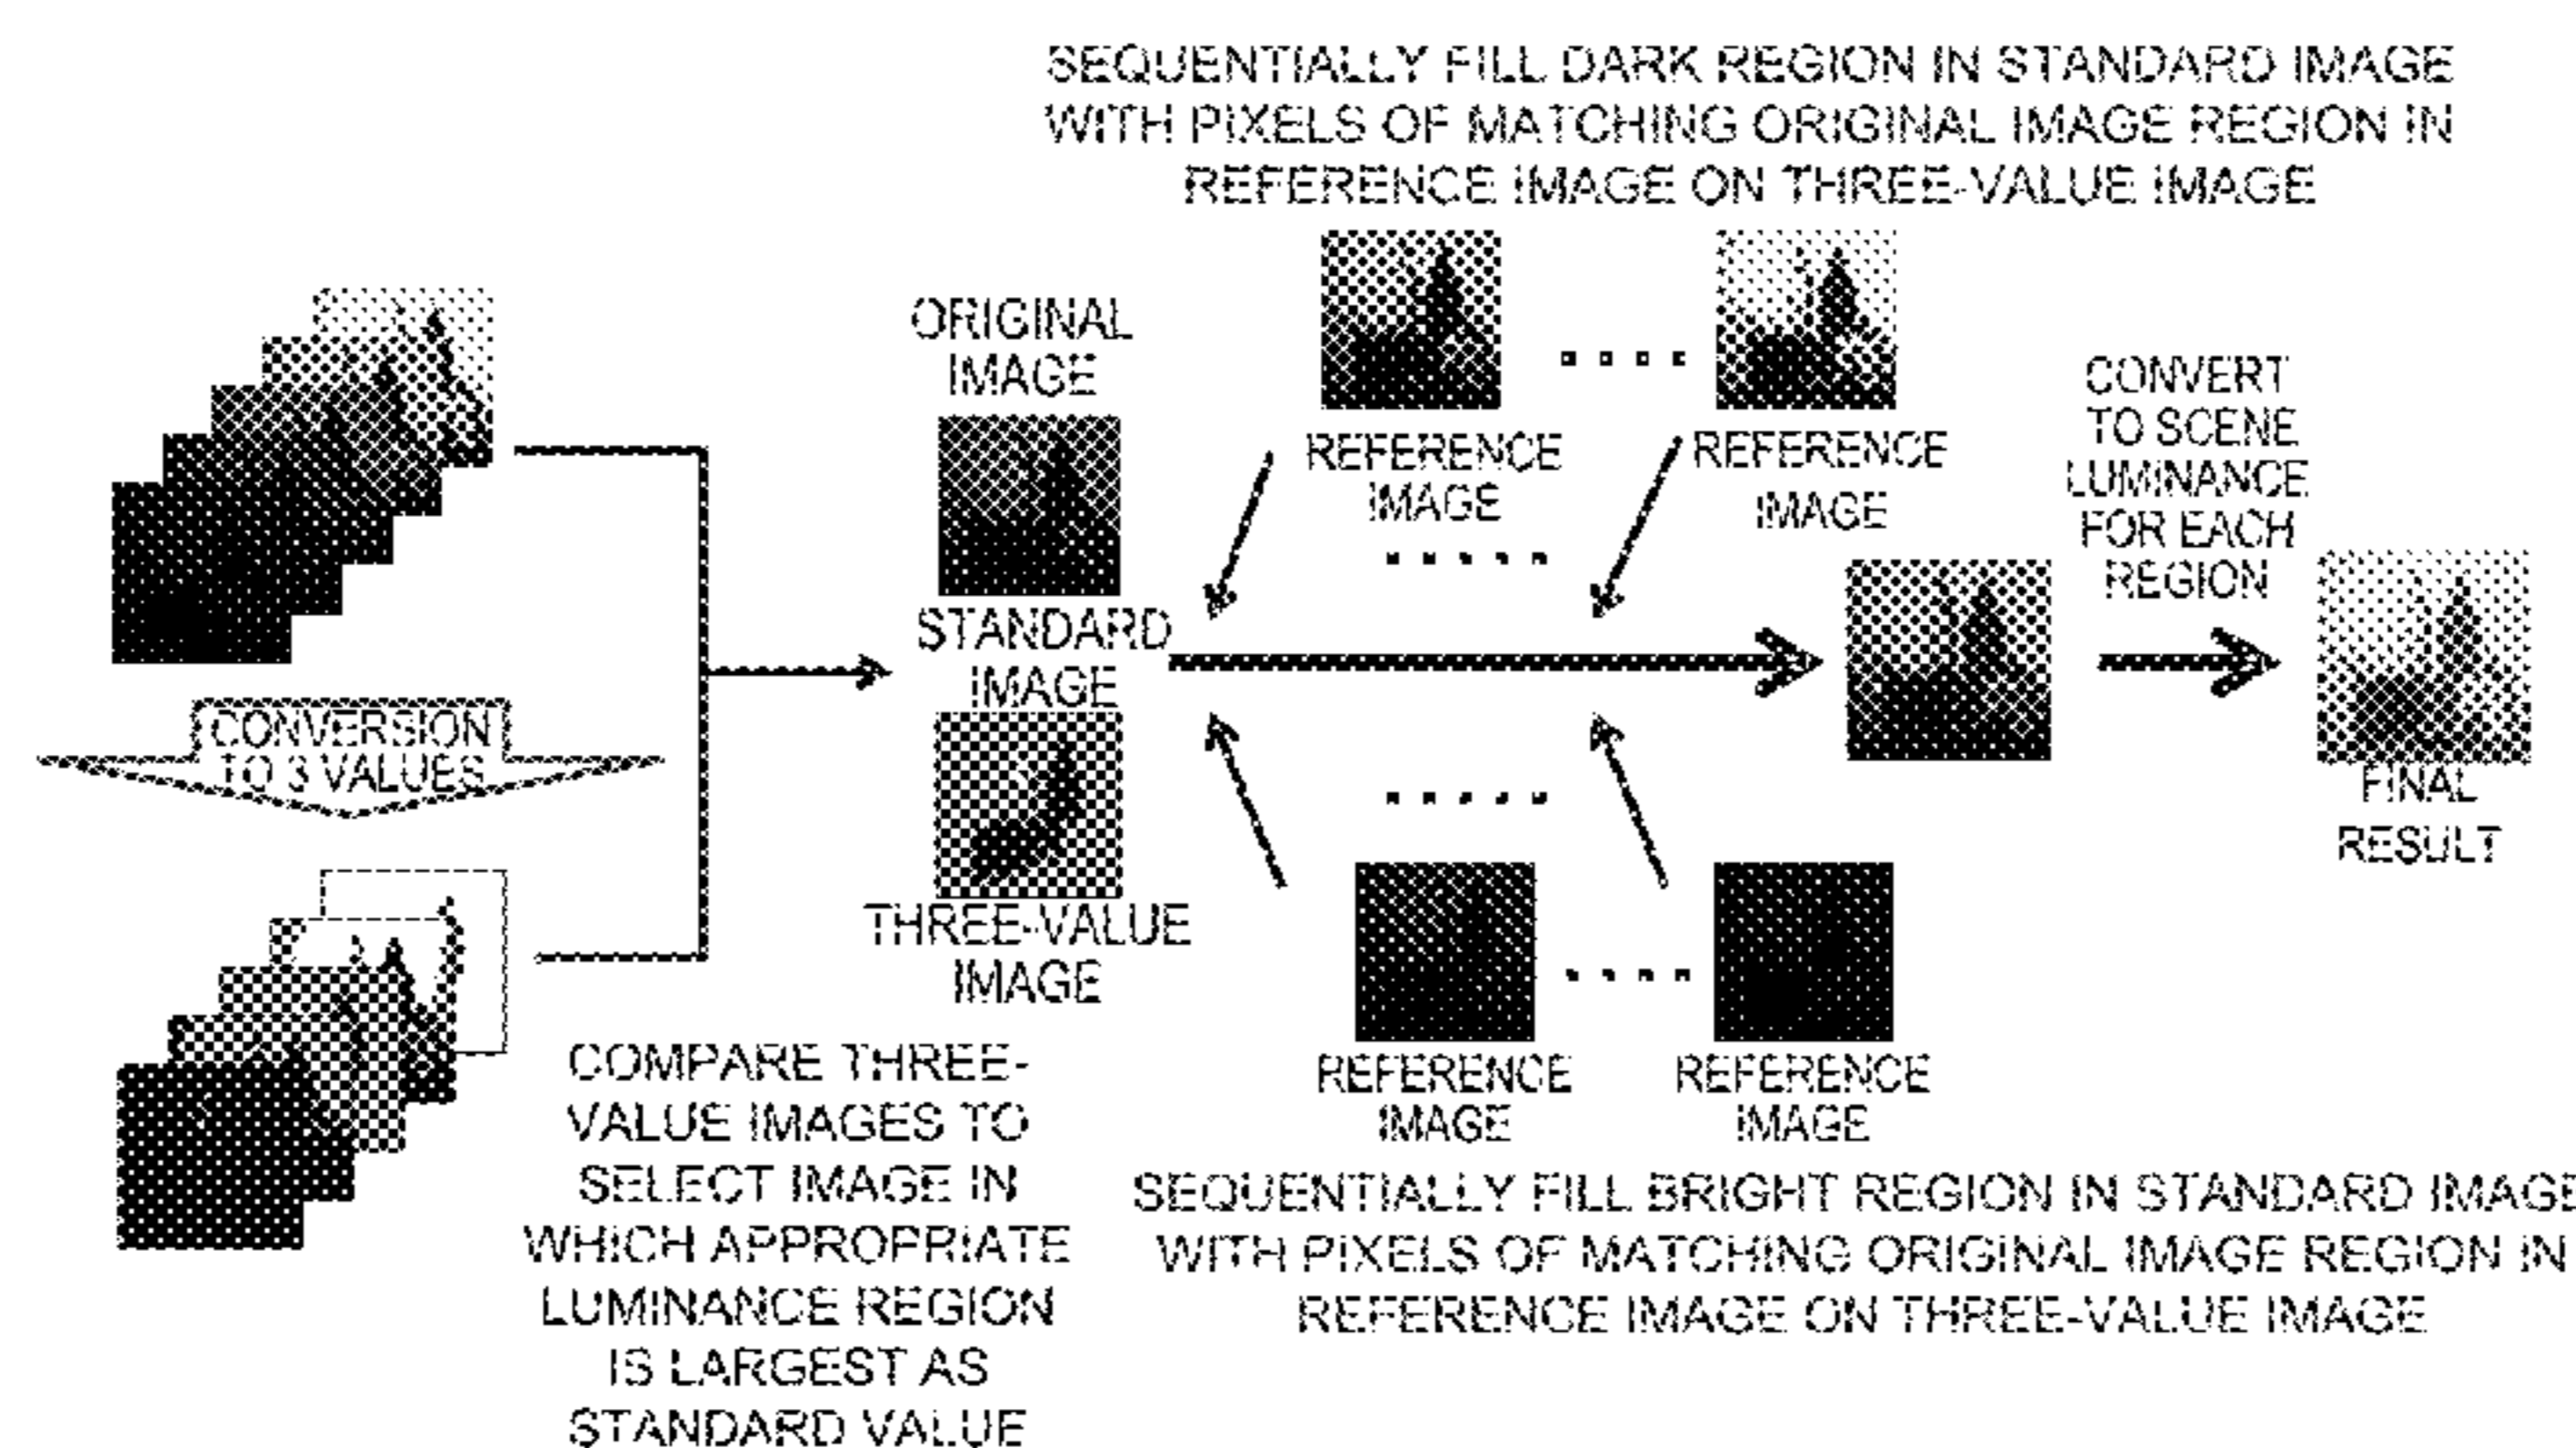 SEQUENTIALLY FILL DARK REGION IN STANDARD IMAGE
WITH PIXELS OF MATCHING ORIGINAL IMAGE REGION IN
REFERENCE IMAGE ON THREE-VALUE IMAGE
ORIGINAL
IMAGE
STANDARD
IMAGE
THREE-VALUE
IMAGE
REFERENCE
IMAGE
REFERENCE
IMAGE
CONVERT
TO SCENE
LUMINANCE
FOR EACH
REGION
FINAL
RESULT
CONVERSION
TO 3 VALUES
COMPARE THREE-
VALUE IMAGES TO
SELECT IMAGE IN
WHICH APPROPRIATE
LUMINANCE REGION
IS LARGEST AS
STANDARD VALUE
REFERENCE
IMAGE
REFERENCE
IMAGE
SEQUENTIALLY FILL BRIGHT REGION IN STANDARD IMAGE
WITH PIXELS OF MATCHING ORIGINAL IMAGE REGION IN
REFERENCE IMAGE ON THREE-VALUE IMAGE